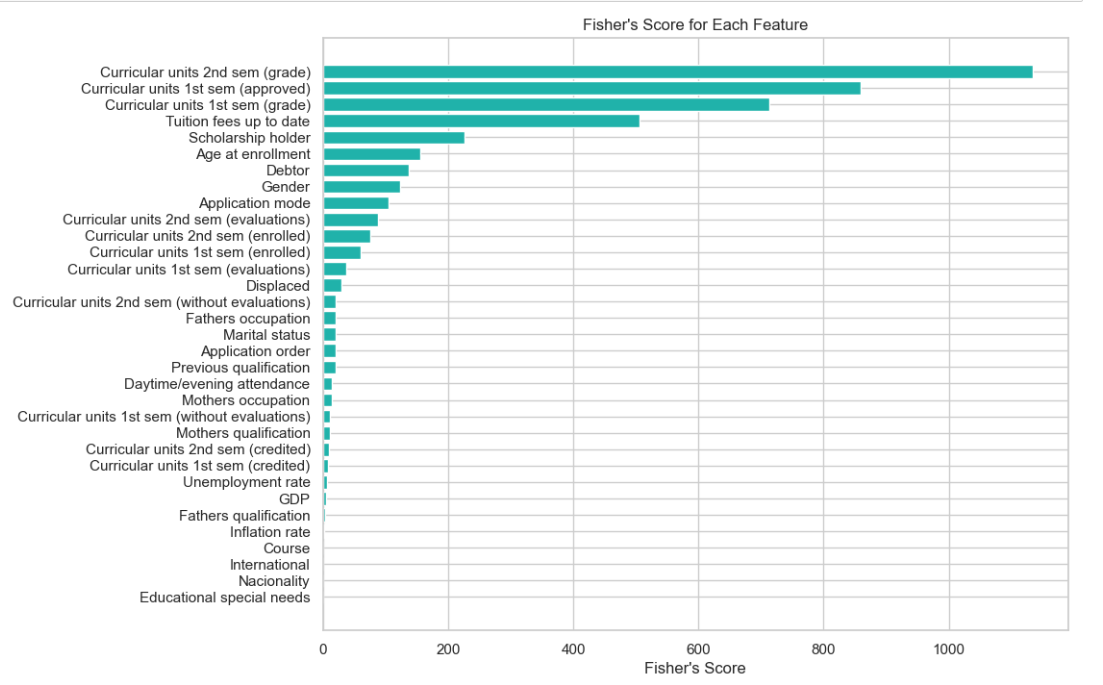 Fisher's Score for Each Feature
Curricular units 2nd sem (grade)
Curricular units 1st sem (approved)
Curricular units 1st sem (grade)
Tuition fees up to date
Scholarship holder
Age at enrollment
Debtor
Gender
Application mode
Curricular units 2nd sem (evaluations)
Curricular units 2nd sem (enrolled)
Curricular units 1st sem (enrolled)
Curricular units 1st sem (evaluations)
Displaced
Curricular units 2nd sem (without evaluations)
Fathers occupation
Marital status
Application order
Previous qualification
Daytime/evening attendance
Mothers occupation
Curricular units 1st sem (without evaluations)
Mothers qualification
Curricular units 2nd sem (credited)
Curricular units 1st sem (credited)
Unemployment rate
GDP
Fathers qualification
Inflation rate
Course
International
Nacionality
Educational special needs
0 200 400 600 800 1000
Fisher's Score